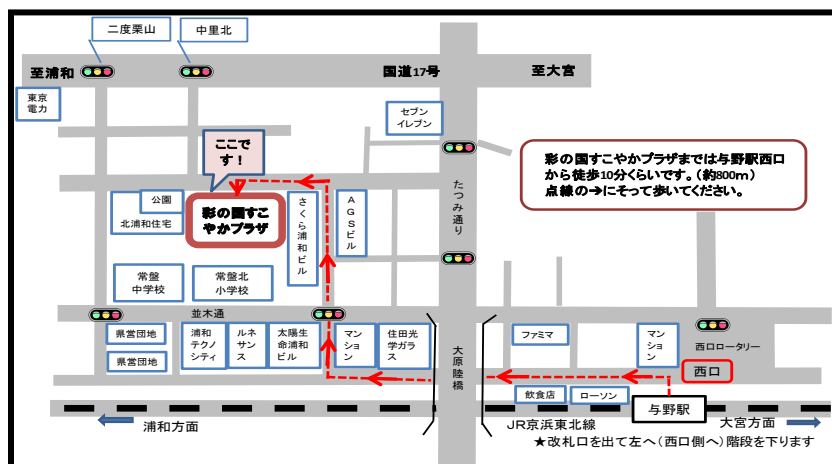 二度栗山
中里北
至浦和
国道17号
至大宮
東京
電力
セブン
イレブン
ここで
す！
彩の国すこやかプラザまでは与野駅西口
から徒歩10分くらいです。（約800m）
点線の→にそって歩いてください。
公園
北浦和住宅
彩の国すこ
やかプラザ
さくら浦和ビル
AGSビル
たつみ通り
常盤
中学校
常盤北
小学校
並木通
県営団地
県営団地
浦和
テクノ
シティ
ルネ
サンス
太陽生
命浦和
ビル
マン
ション
住田光
学ガラ
ス
大原陸橋
ファミマ
マン
ション
西口ロータリー
西口
飲食店
ローソン
与野駅
浦和方面
JR京浜東北線
大宮方面
★改札口を出て左へ（西口側へ）階段を下ります